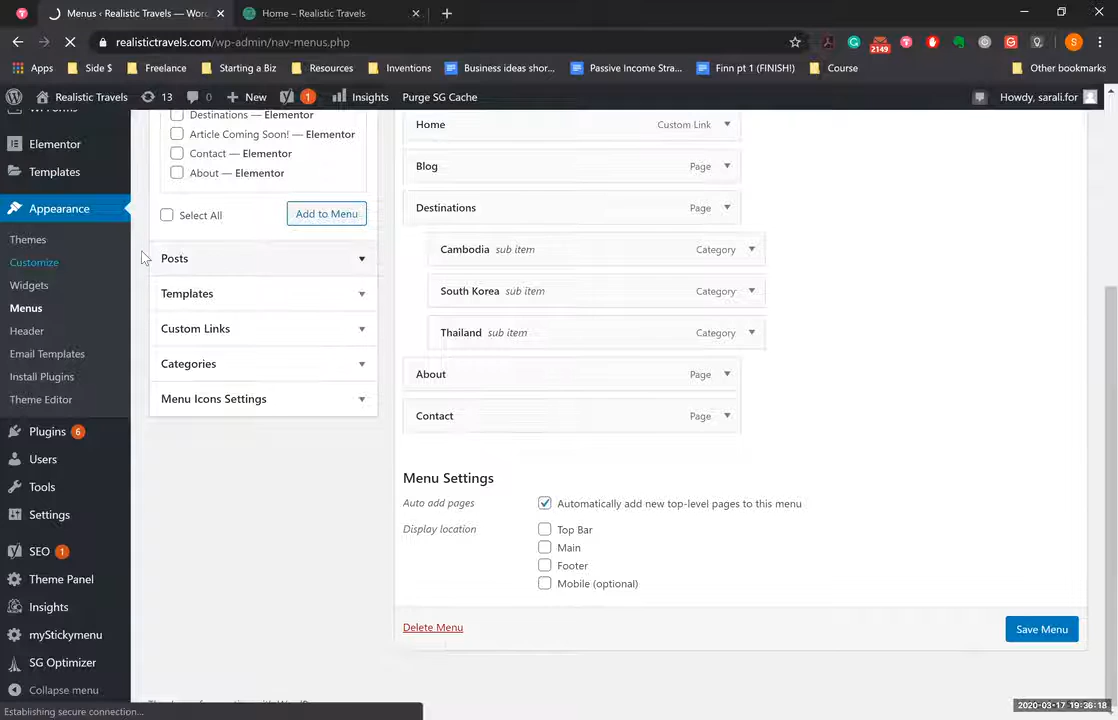 Menus ‹ Realistic Travels — Wor
Home – Realistic Travels
realistictravels.com/wp-admin/nav-menus.php
2149
S
Apps
Side $
Freelance
Starting a Biz
Resources
Inventions
Business ideas shor...
Passive Income Stra...
Finn pt 1 (FINISH!)
Course
Other bookmarks
Realistic Travels
13
0
New
1
Insights
Purge SG Cache
Howdy, sarali.for
WPForms
Elementor
Templates
Appearance
Themes
Customize
Widgets
Menus
Header
Email Templates
Install Plugins
Theme Editor
Plugins 6
Users
Tools
Settings
SEO 1
Theme Panel
Insights
myStickymenu
SG Optimizer
Collapse menu
Establishing secure connection...
Destinations — Elementor
Article Coming Soon! — Elementor
Contact — Elementor
About — Elementor
Select All
Add to Menu
Posts
Templates
Custom Links
Categories
Menu Icons Settings
Home Custom Link
Blog Page
Destinations Page
Cambodia sub item Category
South Korea sub item Category
Thailand sub item Category
About Page
Contact Page
Menu Settings
Auto add pages
Automatically add new top-level pages to this menu
Display location
Top Bar
Main
Footer
Mobile (optional)
Delete Menu
Save Menu
2020-03-17 19:36:18